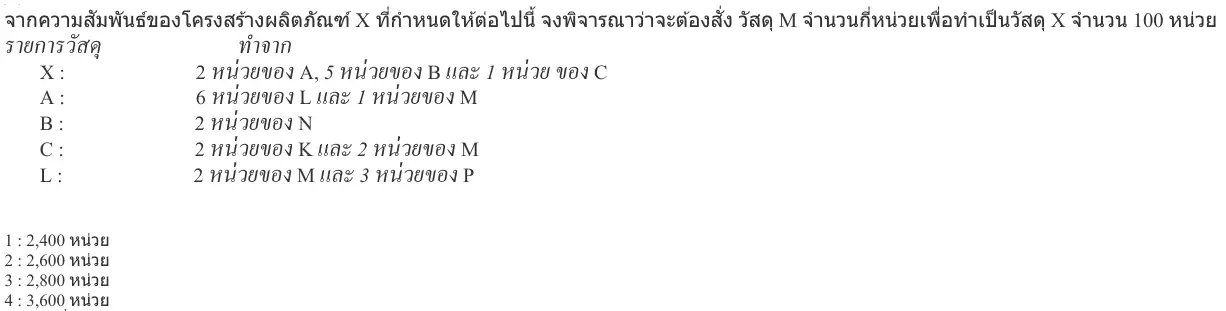 จากความสัมพันธ์ของโครงสร้างผลิตภัณฑ์ X ที่กำหนดให้ต่อไปนี้ จงพิจารณาว่าจะต้องสั่ง วัสดุ M จำนวนกี่หน่วยเพื่อทำเป็นวัสดุ X จำนวน 100 หน่วย
รายการวัสดุ ทำจาก
X : 2 หน่วยของ A, 5 หน่วยของ B และ 1 หน่วย ของ C
A : 6 หน่วยของ L และ 1 หน่วยของ M
B : 2 หน่วยของ N
C : 2 หน่วยของ K และ 2 หน่วยของ M
L : 2 หน่วยของ M และ 3 หน่วยของ P
1 : 2,400 หน่วย
2 : 2,600 หน่วย
3 : 2,800 หน่วย
4 : 3,600 หน่วย